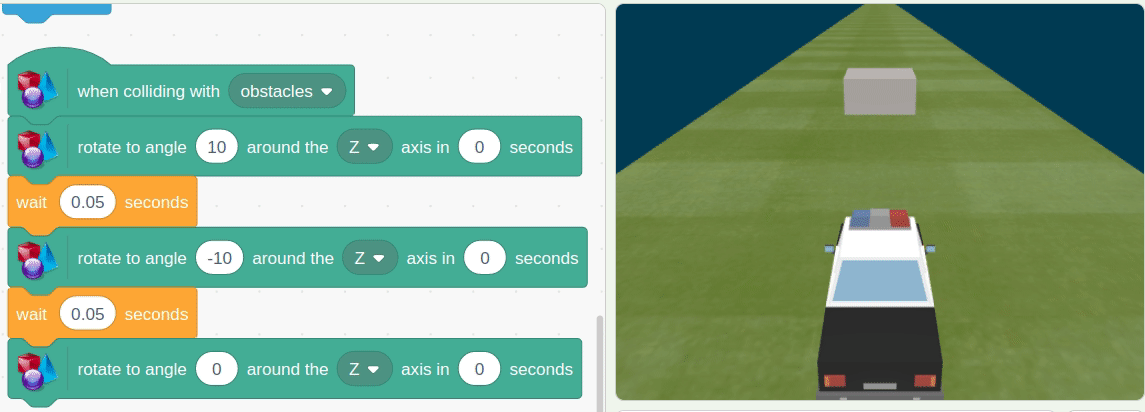 when colliding with obstacles
rotate to angle 10 around the Z axis in 0 seconds
wait 0.05 seconds
rotate to angle -10 around the Z axis in 0 seconds
wait 0.05 seconds
rotate to angle 0 around the Z axis in 0 seconds